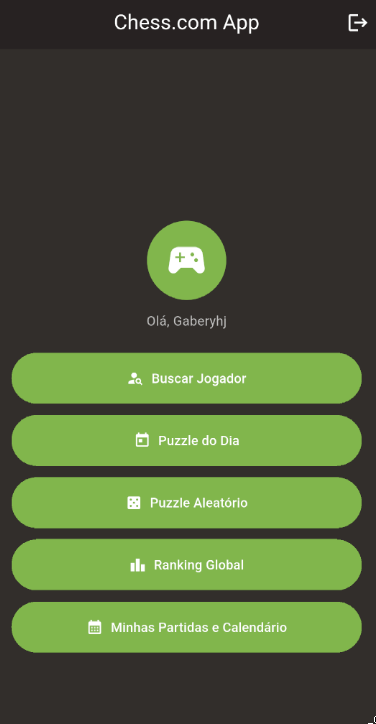 Chess.com App
Olá, Gaberyhj
Buscar Jogador
Puzzle do Dia
Puzzle Aleatório
Ranking Global
Minhas Partidas e Calendário